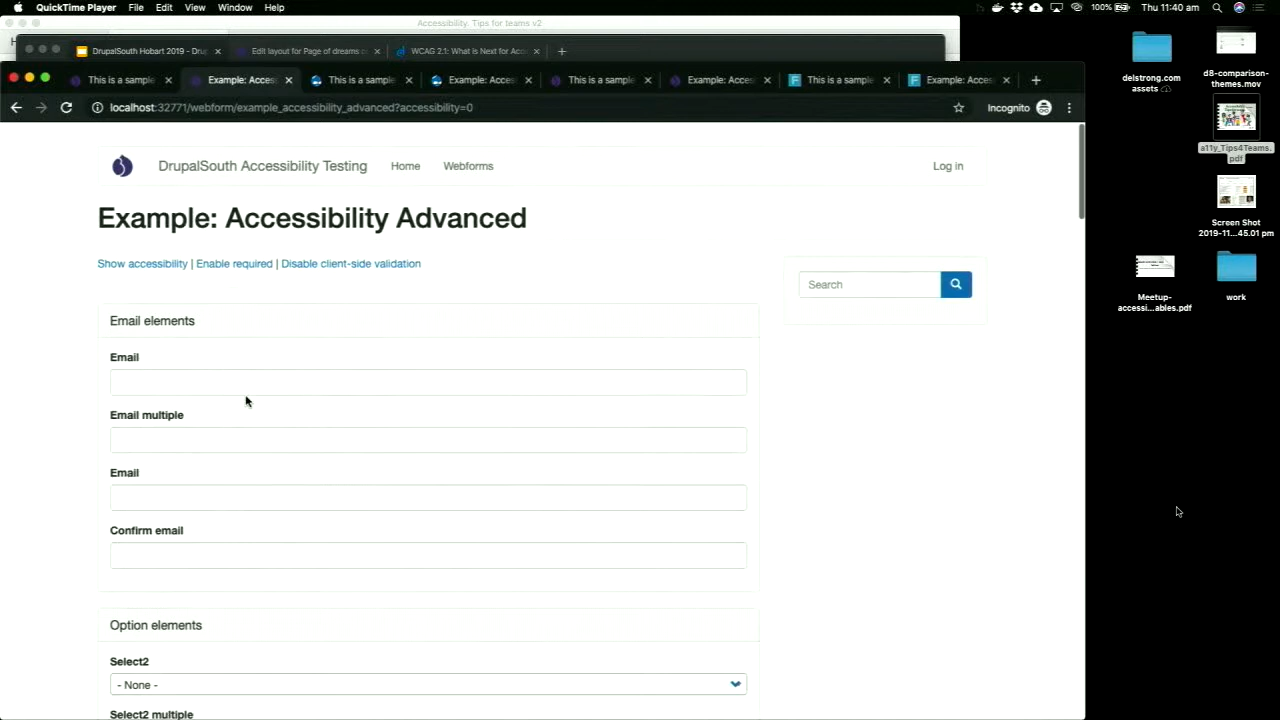 QuickTime Player File Edit View Window Help
100% Thu 11:40 am
Accessibility. Tips for teams v2
DrupalSouth Hobart 2019 - Dru
Edit layout for Page of dreams c
WCAG 2.1: What is Next for Acc
This is a sample
Example: Acces
This is a sample
Example: Acces
This is a sample
Example: Acces
This is a sample
Example: Acces
localhost:32771/webform/example_accessibility_advanced?accessibility=0
Incognito
DrupalSouth Accessibility Testing
Home
Webforms
Log in
Example: Accessibility Advanced
Show accessibility | Enable required | Disable client-side validation
Search
Email elements
Email
Email multiple
Email
Confirm email
Option elements
Select2
- None -
Select2 multiple
delstrong.com
assets
d8-comparison-
themes.mov
a11y_Tips4Teams.
pdf
Screen Shot
2019-11...45.01 pm
Meetup-
accessi...ables.pdf
work